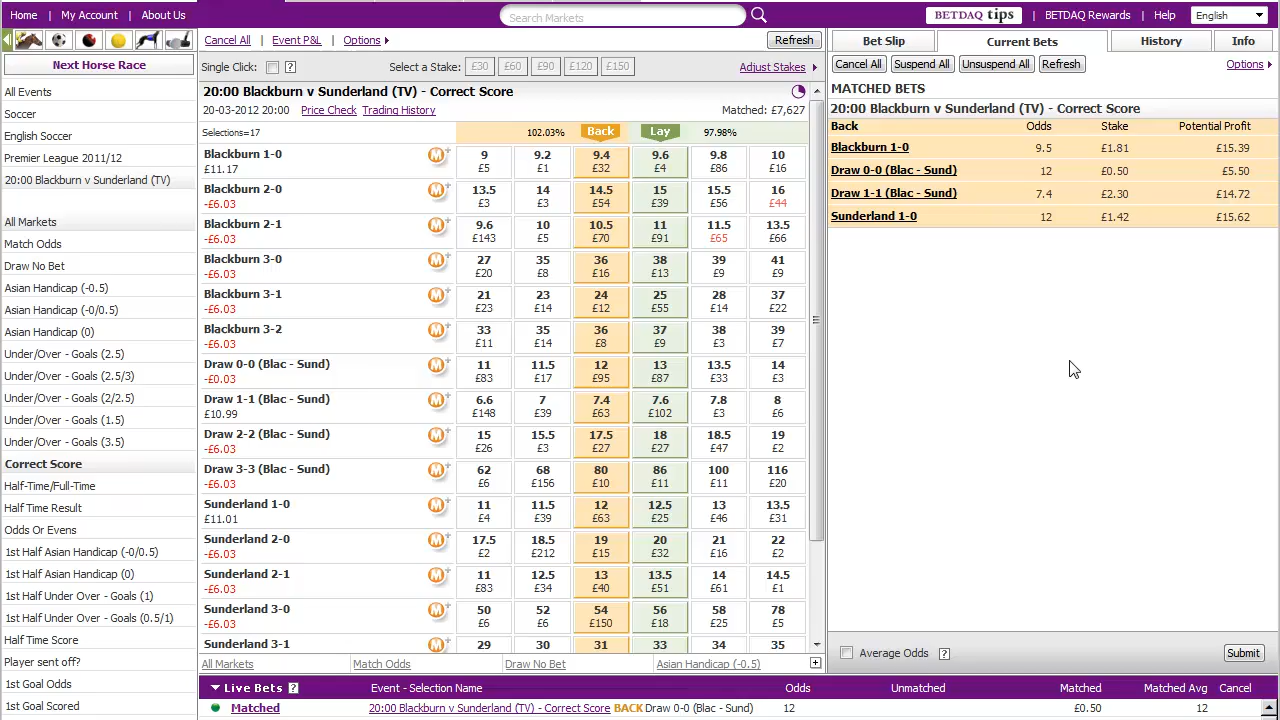 Home | My Account | About Us
Search Markets
BETDAQ tips | BETDAQ Rewards | Help English
Cancel All | Event P&L | Options Refresh
Bet Slip Current Bets History Info
Next Horse Race
Single Click: ? Select a Stake: £30 £60 £90 £120 £150 Adjust Stakes
Cancel All Suspend All Unsuspend All Refresh Options
All Events
Soccer
English Soccer
Premier League 2011/12
20:00 Blackburn v Sunderland (TV)
All Markets
Match Odds
Draw No Bet
Asian Handicap (-0.5)
Asian Handicap (-0/0.5)
Asian Handicap (0)
Under/Over - Goals (2.5)
Under/Over - Goals (2.5/3)
Under/Over - Goals (2/2.5)
Under/Over - Goals (1.5)
Under/Over - Goals (3.5)
Correct Score
Half-Time/Full-Time
Half Time Result
Odds Or Evens
1st Half Asian Handicap (-0/0.5)
1st Half Asian Handicap (0)
1st Half Under Over - Goals (1)
1st Half Under Over - Goals (0.5/1)
Half Time Score
Player sent off?
1st Goal Odds
1st Goal Scored
20:00 Blackburn v Sunderland (TV) - Correct Score
20-03-2012 20:00 Price Check | Trading History Matched: £7,627
Selections=17 102.03% Back Lay 97.98%
Blackburn 1-0 M+ 9 9.2 9.4 9.6 9.8 10
£11.17 £5 £1 £32 £4 £86 £16
Blackburn 2-0 M+ 13.5 14 14.5 15 15.5 16
-£6.03 £3 £3 £54 £39 £56 £44
Blackburn 2-1 M+ 9.6 10 10.5 11 11.5 13.5
-£6.03 £143 £5 £70 £91 £65 £66
Blackburn 3-0 M+ 27 35 36 38 39 41
-£6.03 £20 £8 £16 £13 £9 £9
Blackburn 3-1 M+ 21 23 24 25 28 37
-£6.03 £23 £14 £12 £55 £14 £22
Blackburn 3-2 M+ 33 35 36 37 38 39
-£6.03 £11 £14 £8 £9 £3 £7
Draw 0-0 (Blac - Sund) M+ 11 11.5 12 13 13.5 14
-£0.03 £83 £17 £95 £87 £33 £3
Draw 1-1 (Blac - Sund) M+ 6.6 7 7.4 7.6 7.8 8
£10.99 £148 £39 £63 £102 £3 £6
Draw 2-2 (Blac - Sund) M+ 15 15.5 17.5 18 18.5 19
-£6.03 £26 £3 £27 £27 £47 £2
Draw 3-3 (Blac - Sund) M+ 62 68 80 86 100 116
-£6.03 £6 £156 £10 £11 £11 £20
Sunderland 1-0 M+ 11 11.5 12 12.5 13 13.5
£11.01 £4 £39 £63 £25 £46 £31
Sunderland 2-0 M+ 17.5 18.5 19 20 21 22
-£6.03 £2 £212 £15 £32 £16 £2
Sunderland 2-1 M+ 11 12.5 13 13.5 14 14.5
-£6.03 £83 £34 £40 £51 £61 £1
Sunderland 3-0 M+ 50 52 54 56 58 78
-£6.03 £6 £6 £150 £18 £25 £5
Sunderland 3-1 M+ 29 30 31 33 34 35
All Markets Match Odds Draw No Bet Asian Handicap (-0.5)
MATCHED BETS
20:00 Blackburn v Sunderland (TV) - Correct Score
Back Odds Stake Potential Profit
Blackburn 1-0 9.5 £1.81 £15.39
Draw 0-0 (Blac - Sund) 12 £0.50 £5.50
Draw 1-1 (Blac - Sund) 7.4 £2.30 £14.72
Sunderland 1-0 12 £1.42 £15.62
Average Odds ? Submit
Live Bets ? Event - Selection Name Odds Unmatched Matched Matched Avg Cancel
Matched 20:00 Blackburn v Sunderland (TV) - Correct Score BACK Draw 0-0 (Blac - Sund) 12 £0.50 12